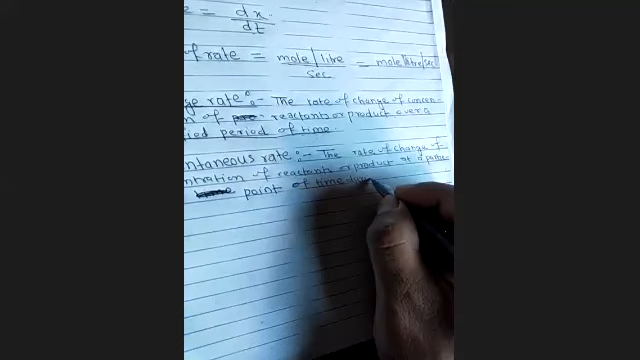 = dx/dt
of rate = mole/litre/sec = mole/litre/sec
ge rate :- The rate of change of concen-
n of reactants or product over a
ied period of time.
ntaneous rate :- The rate of change of
ntration of reactants or product at a
point of time